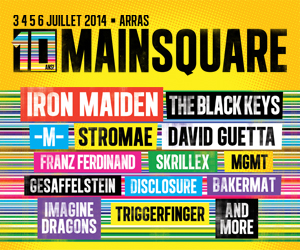 3 4 5 6 JUILLET 2014 ▪ ARRAS
10 ANS! MAINSQUARE
IRON MAIDEN THE BLACK KEYS
-M- STROMAE DAVID GUETTA
FRANZ FERDINAND SKRILLEX MGMT
GESAFFELSTEIN DISCLOSURE BAKERMAT
IMAGINE DRAGONS TRIGGERFINGER AND MORE